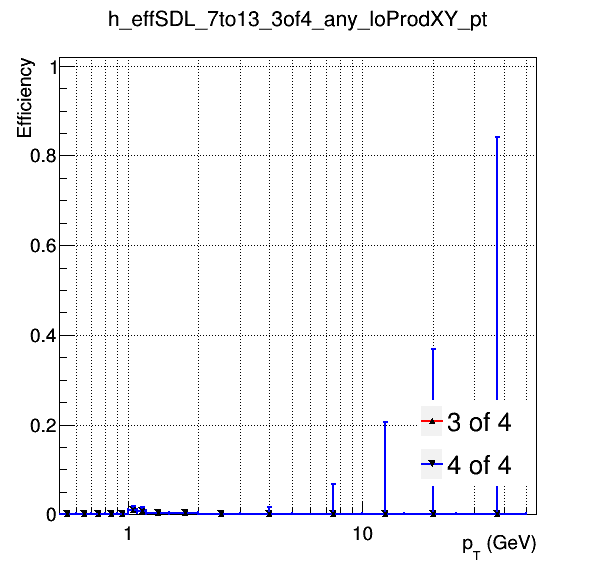 h_effSDL_7to13_3of4_any_loProdXY_pt
Efficiency
1
0.8
0.6
0.4
0.2
0
3 of 4
4 of 4
1
10
p_T (GeV)